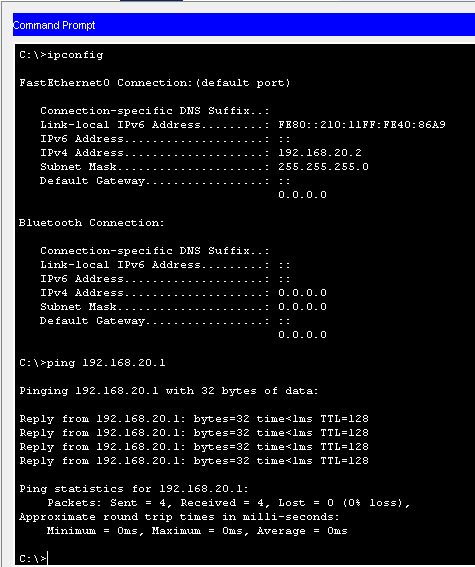 Command Prompt
C:\>ipconfig
FastEthernet0 Connection:(default port)
Connection-specific DNS Suffix..:
Link-local IPv6 Address.........: FE80::210:11FF:FE40:86A9
IPv6 Address....................: ::
IPv4 Address....................: 192.168.20.2
Subnet Mask.....................: 255.255.255.0
Default Gateway.................: ::
0.0.0.0
Bluetooth Connection:
Connection-specific DNS Suffix..:
Link-local IPv6 Address.........: ::
IPv6 Address....................: ::
IPv4 Address....................: 0.0.0.0
Subnet Mask.....................: 0.0.0.0
Default Gateway.................: ::
0.0.0.0
C:\>ping 192.168.20.1
Pinging 192.168.20.1 with 32 bytes of data:
Reply from 192.168.20.1: bytes=32 time<1ms TTL=128
Reply from 192.168.20.1: bytes=32 time<1ms TTL=128
Reply from 192.168.20.1: bytes=32 time<1ms TTL=128
Reply from 192.168.20.1: bytes=32 time<1ms TTL=128
Ping statistics for 192.168.20.1:
Packets: Sent = 4, Received = 4, Lost = 0 (0% loss),
Approximate round trip times in milli-seconds:
Minimum = 0ms, Maximum = 0ms, Average = 0ms
C:\>